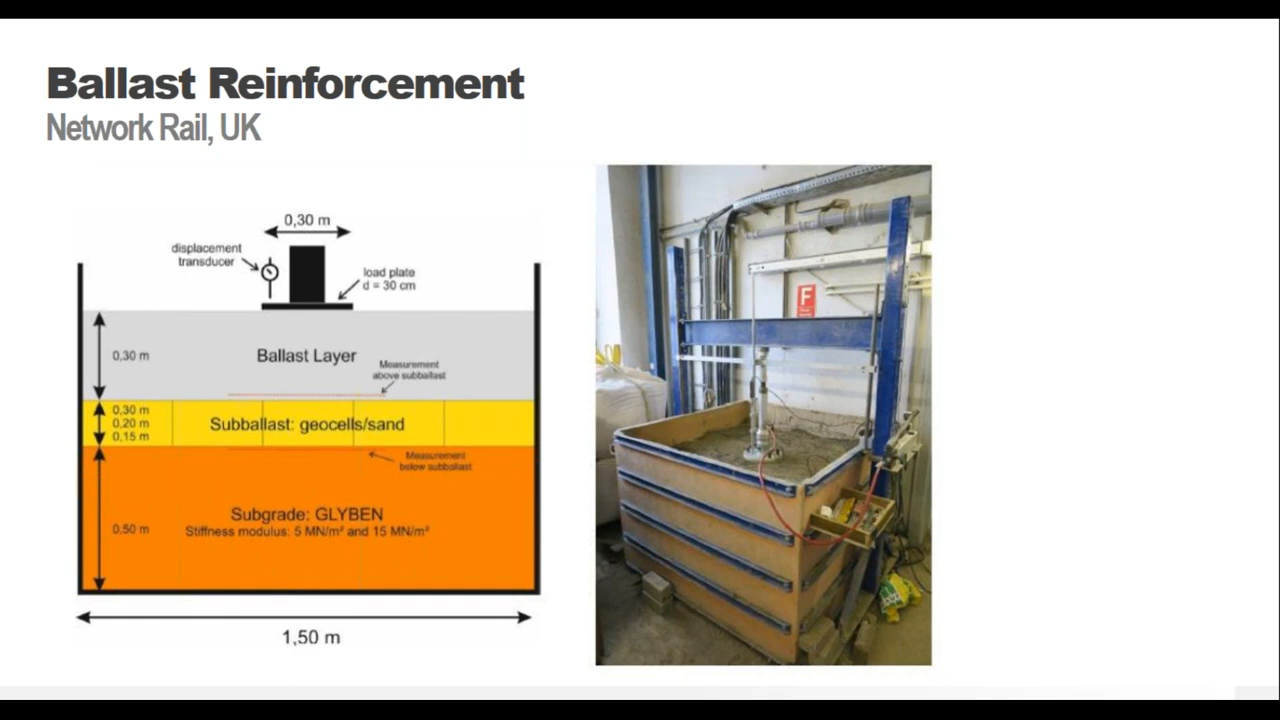 Ballast Reinforcement
Network Rail, UK
0,30 m
displacement
transducer
load plate
d = 30 cm
0,30 m
Ballast Layer
Measurement
above subballast
0,30 m
0,20 m
0,15 m
Subballast: geocells/sand
Measurement
below subballast
Subgrade: GLYBEN
Stiffness modulus: 5 MN/m² and 15 MN/m²
0,50 m
1,50 m
F